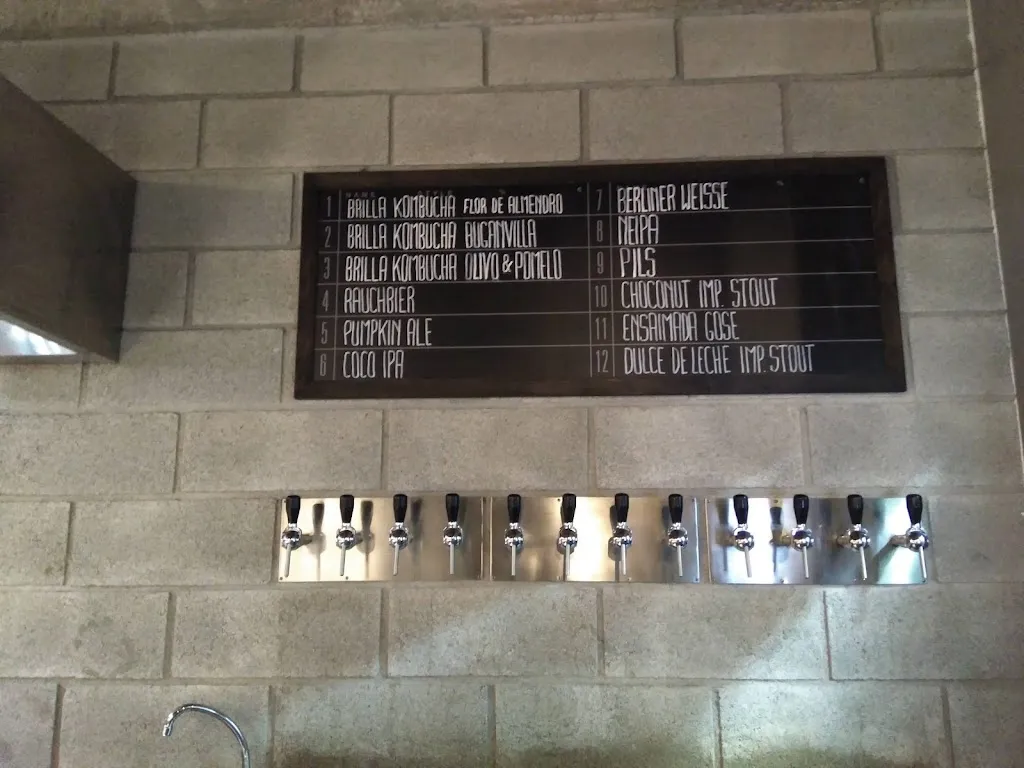 NAME STYLE %
1 BRILLA KOMBUCHA FLOR DE ALMENDRO
2 BRILLA KOMBUCHA BUGANVILLA
3 BRILLA KOMBUCHA OLIVO & POMELO
4 RAUCHBIER
5 PUMPKIN ALE
6 COCO IPA
7 BERLINER WEISSE
8 NEIPA
9 PILS
10 CHOCONUT IMP. STOUT
11 ENSAIMADA GOSE
12 DULCE DE LECHE IMP. STOUT